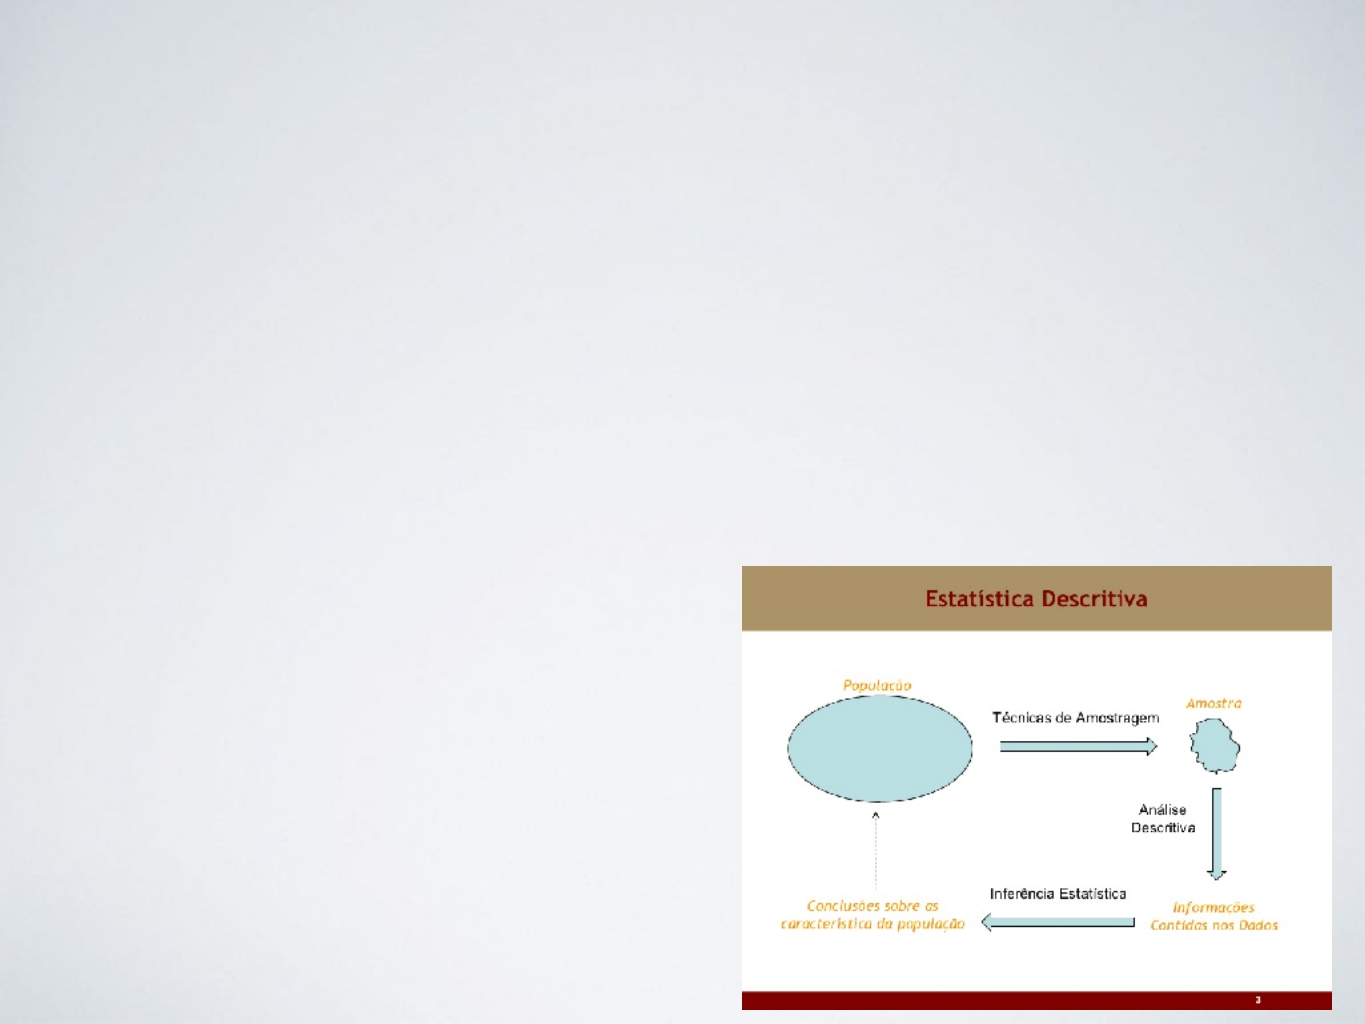 Estatística Descritiva
População
Técnicas de Amostragem
Amostra
Análise
Descritiva
Inferência Estatística
Conclusões sobre as
característica da população
Informações
Contidas nos Dados
3